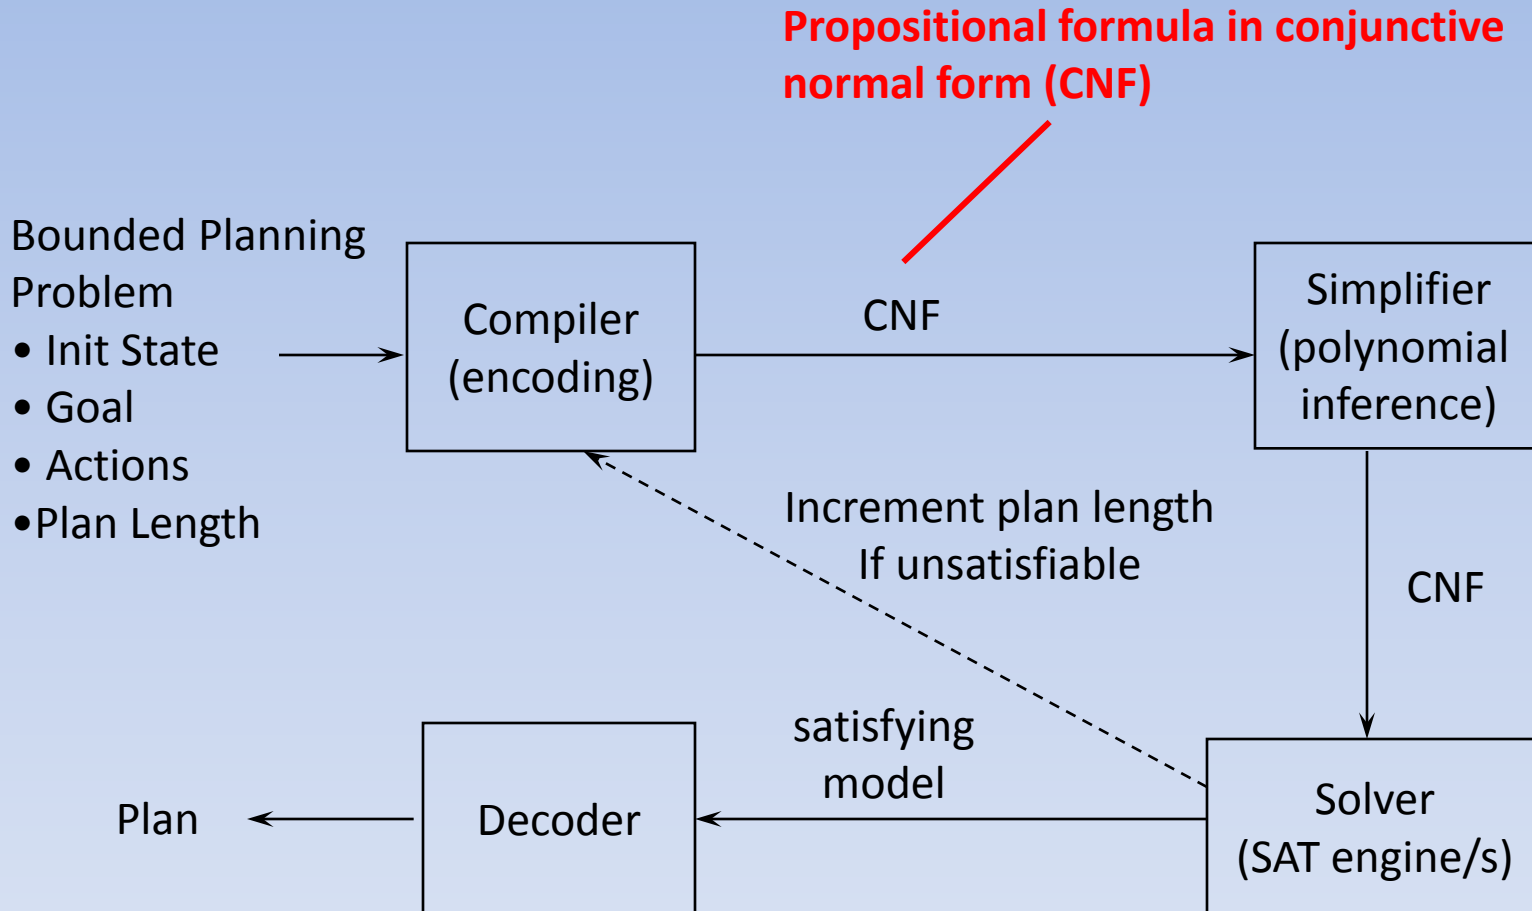 Propositional formula in conjunctive
normal form (CNF)
Bounded Planning
Problem
• Init State
• Goal
• Actions
•Plan Length
Compiler
(encoding)
CNF
Simplifier
(polynomial
inference)
Increment plan length
If unsatisfiable
CNF
satisfying
model
Plan
Decoder
Solver
(SAT engine/s)